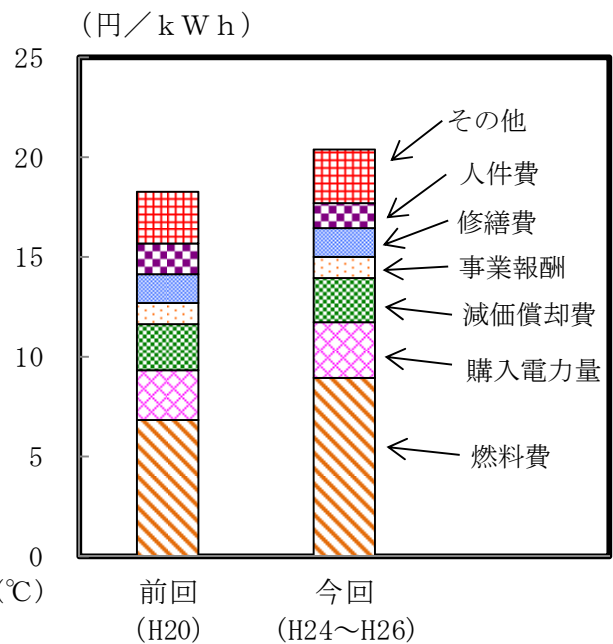 (円／ｋＷｈ)
25
20
15
10
5
0
その他
人件費
修繕費
事業報酬
減価償却費
購入電力量
燃料費
(℃)
前回 今回
(H20) (H24～H26)